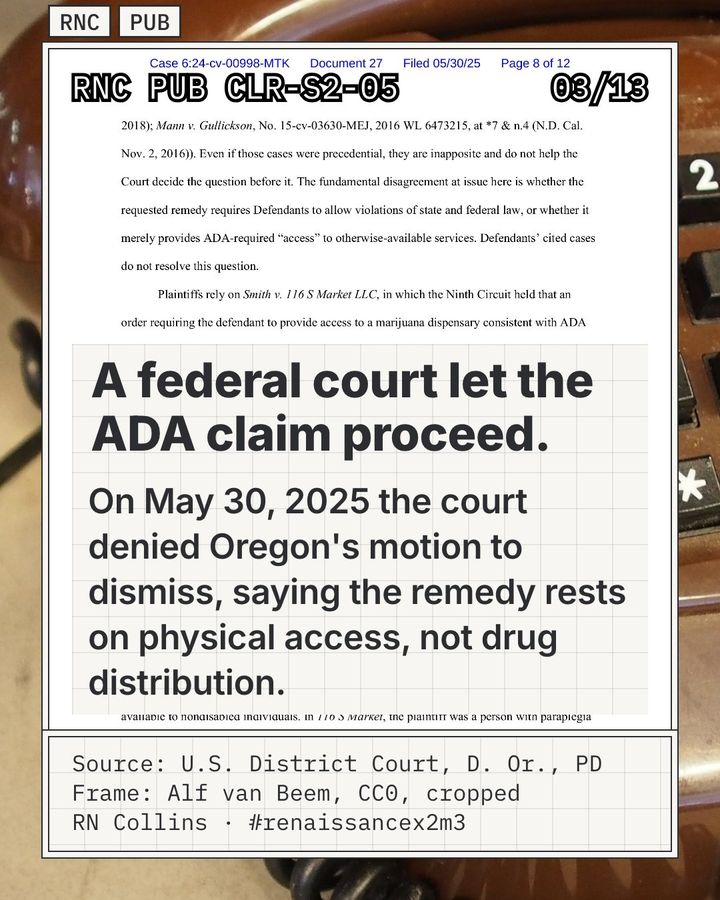 RNC PUB
Case 6:24-cv-00998-MTK Document 27 Filed 05/30/25 Page 8 of 12
RNC PUB CLR-S2-05 03/13
2018); Mann v. Gullickson, No. 15-cv-03630-MEJ, 2016 WL 6473215, at *7 & n.4 (N.D. Cal.
Nov. 2, 2016)). Even if those cases were precedential, they are inapposite and do not help the
Court decide the question before it. The fundamental disagreement at issue here is whether the
requested remedy requires Defendants to allow violations of state and federal law, or whether it
merely provides ADA-required “access” to otherwise-available services. Defendants’ cited cases
do not resolve this question.
Plaintiffs rely on Smith v. 116 S Market LLC, in which the Ninth Circuit held that an
order requiring the defendant to provide access to a marijuana dispensary consistent with ADA
A federal court let the
ADA claim proceed.
On May 30, 2025 the court
denied Oregon's motion to
dismiss, saying the remedy rests
on physical access, not drug
distribution.
available to nondisabled individuals. In 116 S Market, the plaintiff was a person with paraplegia
Source: U.S. District Court, D. Or., PD
Frame: Alf van Beem, CC0, cropped
RN Collins · #renaissancex2m3
2
*